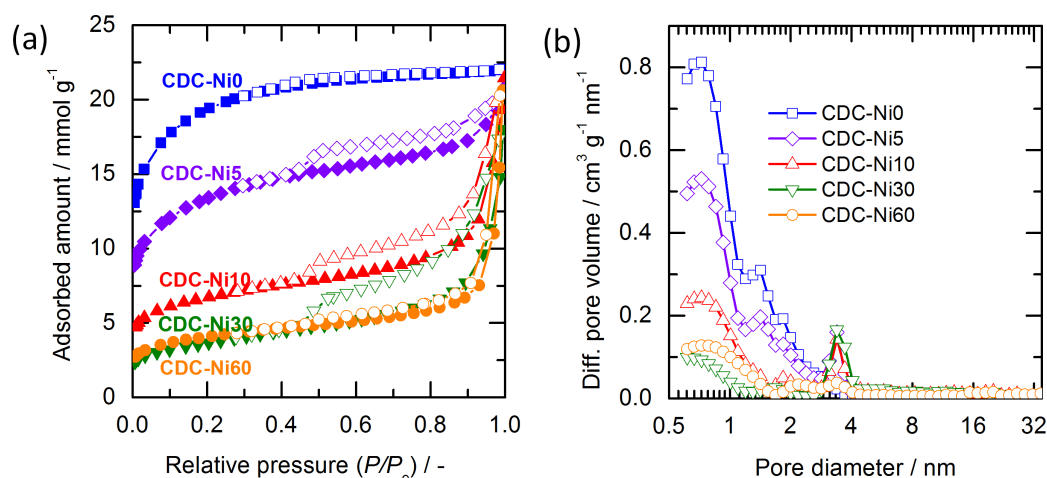 (a)
Adsorbed amount / mmol g⁻¹
25
20
15
10
5
0
CDC-Ni0
CDC-Ni5
CDC-Ni10
CDC-Ni30
CDC-Ni60
0.0 0.2 0.4 0.6 0.8 1.0
Relative pressure (P/P₀) / -
(b)
Diff. pore volume / cm³ g⁻¹ nm⁻¹
0.8
0.6
0.4
0.2
0.0
CDC-Ni0
CDC-Ni5
CDC-Ni10
CDC-Ni30
CDC-Ni60
0.5 1 2 4 8 16 32
Pore diameter / nm